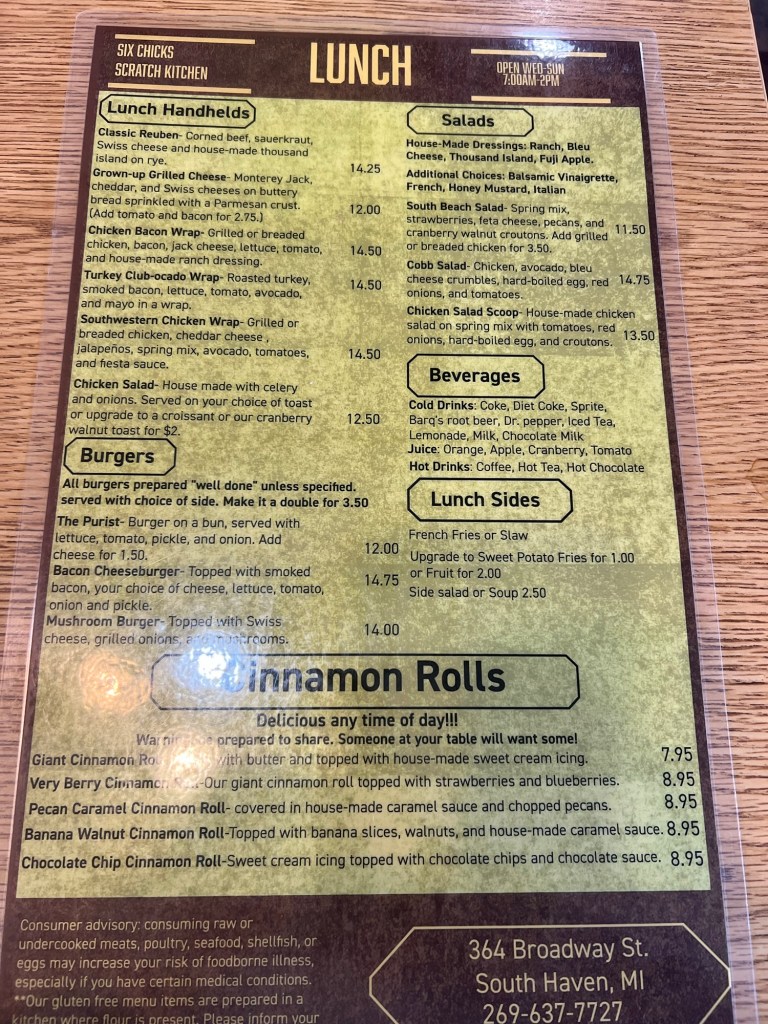 SIX CHICKS
SCRATCH KITCHEN
LUNCH
OPEN WED-SUN
7:00AM-2PM
Lunch Handhelds
Classic Reuben- Corned beef, sauerkraut,
Swiss cheese and house-made thousand
island on rye. 14.25
Grown-up Grilled Cheese- Monterey Jack,
cheddar, and Swiss cheeses on buttery
bread sprinkled with a Parmesan crust. 12.00
(Add tomato and bacon for 2.75.)
Chicken Bacon Wrap- Grilled or breaded
chicken, bacon, jack cheese, lettuce, tomato, 14.50
and house-made ranch dressing.
Turkey Club-ocado Wrap- Roasted turkey,
smoked bacon, lettuce, tomato, avocado, 14.50
and mayo in a wrap.
Southwestern Chicken Wrap- Grilled or
breaded chicken, cheddar cheese ,
jalapeños, spring mix, avocado, tomatoes, 14.50
and fiesta sauce.
Chicken Salad- House made with celery
and onions. Served on your choice of toast
or upgrade to a croissant or our cranberry 12.50
walnut toast for $2.
Burgers
All burgers prepared "well done" unless specified.
served with choice of side. Make it a double for 3.50
The Purist- Burger on a bun, served with
lettuce, tomato, pickle, and onion. Add
cheese for 1.50. 12.00
Bacon Cheeseburger- Topped with smoked
bacon, your choice of cheese, lettuce, tomato, 14.75
onion and pickle.
Mushroom Burger- Topped with Swiss
cheese, grilled onions, and mushrooms. 14.00
Salads
House-Made Dressings: Ranch, Bleu
Cheese, Thousand Island, Fuji Apple.
Additional Choices: Balsamic Vinaigrette,
French, Honey Mustard, Italian
South Beach Salad- Spring mix,
strawberries, feta cheese, pecans, and
cranberry walnut croutons. Add grilled 11.50
or breaded chicken for 3.50.
Cobb Salad- Chicken, avocado, bleu
cheese crumbles, hard-boiled egg, red 14.75
onions, and tomatoes.
Chicken Salad Scoop- House-made chicken
salad on spring mix with tomatoes, red
onions, hard-boiled egg, and croutons. 13.50
Beverages
Cold Drinks: Coke, Diet Coke, Sprite,
Barq's root beer, Dr. pepper, Iced Tea,
Lemonade, Milk, Chocolate Milk
Juice: Orange, Apple, Cranberry, Tomato
Hot Drinks: Coffee, Hot Tea, Hot Chocolate
Lunch Sides
French Fries or Slaw
Upgrade to Sweet Potato Fries for 1.00
or Fruit for 2.00
Side salad or Soup 2.50
Cinnamon Rolls
Delicious any time of day!!!
prepared to share. Someone at your table will want some!
Giant Cinnamon with butter and topped with house-made sweet cream icing. 7.95
Very Berry Cinnamon Roll-Our giant cinnamon roll topped with strawberries and blueberries. 8.95
Pecan Caramel Cinnamon Roll- covered in house-made caramel sauce and chopped pecans. 8.95
Banana Walnut Cinnamon Roll-Topped with banana slices, walnuts, and house-made caramel sauce. 8.95
Chocolate Chip Cinnamon Roll-Sweet cream icing topped with chocolate chips and chocolate sauce. 8.95
Consumer advisory: consuming raw or
undercooked meats, poultry, seafood, shellfish, or
eggs may increase your risk of foodborne illness,
especially if you have certain medical conditions.
**Our gluten free menu items are prepared in a
kitchen where flour is present. Please inform your
364 Broadway St.
South Haven, MI
269-637-7727